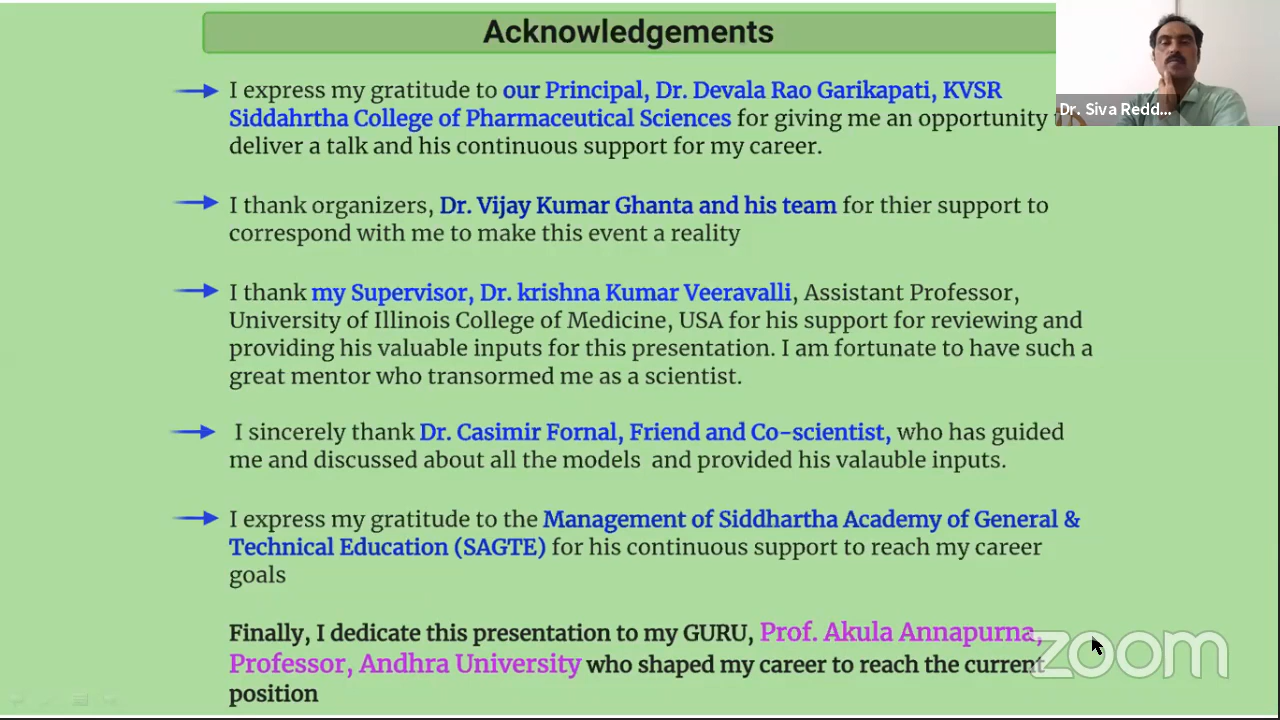 Acknowledgements
I express my gratitude to our Principal, Dr. Devala Rao Garikapati, KVSR
Siddahrtha College of Pharmaceutical Sciences for giving me an opportunity
deliver a talk and his continuous support for my career.
I thank organizers, Dr. Vijay Kumar Ghanta and his team for thier support to
correspond with me to make this event a reality
I thank my Supervisor, Dr. krishna Kumar Veeravalli, Assistant Professor,
University of Illinois College of Medicine, USA for his support for reviewing and
providing his valuable inputs for this presentation. I am fortunate to have such a
great mentor who transormed me as a scientist.
I sincerely thank Dr. Casimir Fornal, Friend and Co-scientist, who has guided
me and discussed about all the models and provided his valauble inputs.
I express my gratitude to the Management of Siddhartha Academy of General &
Technical Education (SAGTE) for his continuous support to reach my career
goals
Finally, I dedicate this presentation to my GURU, Prof. Akula Annapurna,
Professor, Andhra University who shaped my career to reach the current
position
Dr. Siva Redd...
zoom